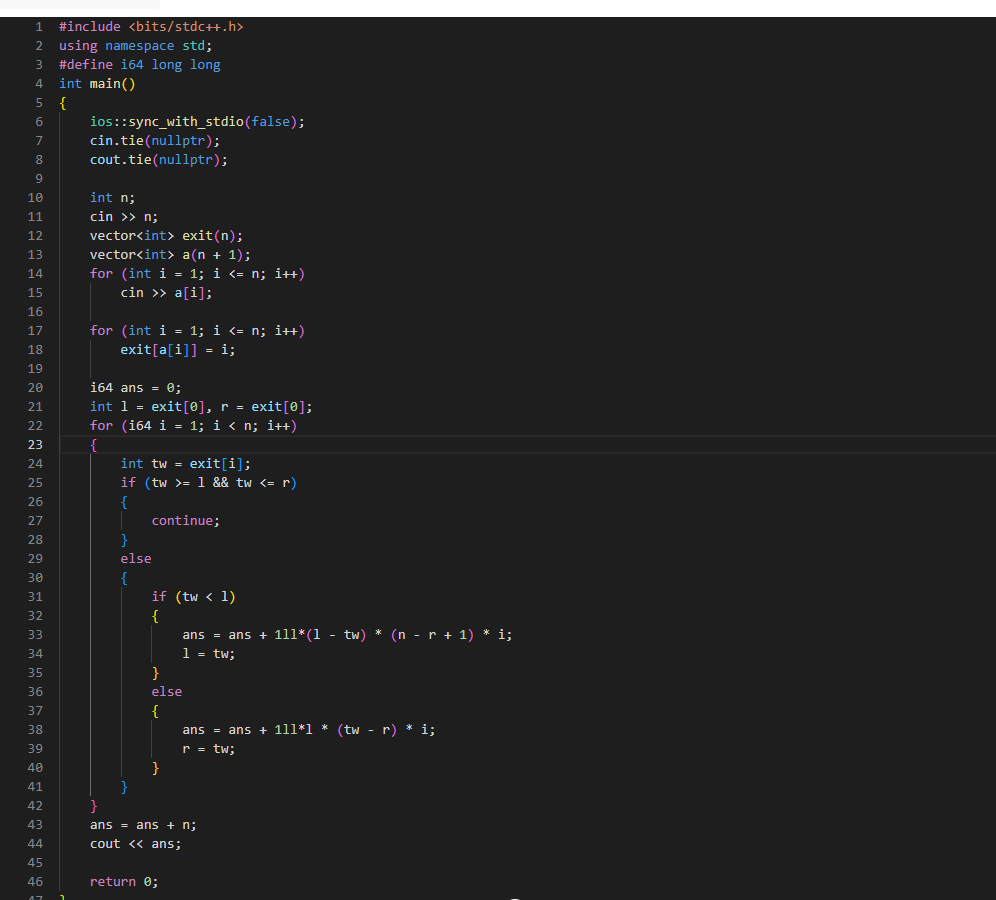 1 #include <bits/stdc++.h>
2 using namespace std;
3 #define i64 long long
4 int main()
5 {
6     ios::sync_with_stdio(false);
7     cin.tie(nullptr);
8     cout.tie(nullptr);
9
10     int n;
11     cin >> n;
12     vector<int> exit(n);
13     vector<int> a(n + 1);
14     for (int i = 1; i <= n; i++)
15         cin >> a[i];
16
17     for (int i = 1; i <= n; i++)
18         exit[a[i]] = i;
19
20     i64 ans = 0;
21     int l = exit[0], r = exit[0];
22     for (i64 i = 1; i < n; i++)
23     {
24         int tw = exit[i];
25         if (tw >= l && tw <= r)
26         {
27             continue;
28         }
29         else
30         {
31             if (tw < l)
32             {
33                 ans = ans + 1ll*(l - tw) * (n - r + 1) * i;
34                 l = tw;
35             }
36             else
37             {
38                 ans = ans + 1ll*l * (tw - r) * i;
39                 r = tw;
40             }
41         }
42     }
43     ans = ans + n;
44     cout << ans;
45
46     return 0;
47 }